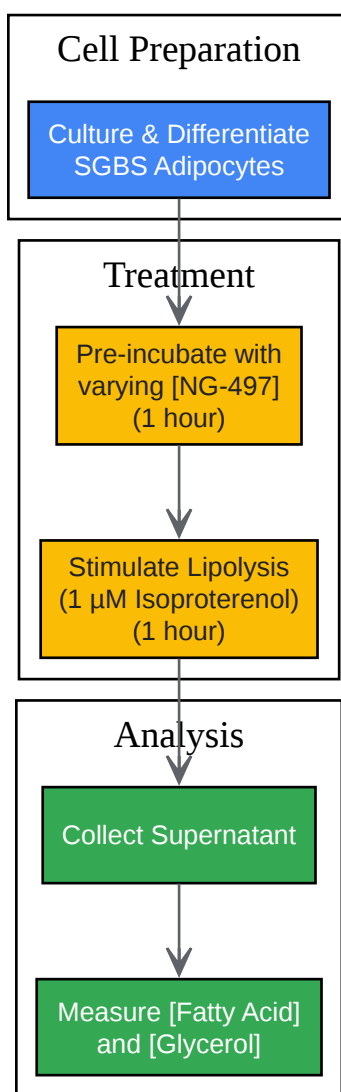 Cell Preparation
Culture & Differentiate
SGBS Adipocytes
Treatment
Pre-incubate with
varying [NG-497]
(1 hour)
Stimulate Lipolysis
(1 µM Isoproterenol)
(1 hour)
Analysis
Collect Supernatant
Measure [Fatty Acid]
and [Glycerol]